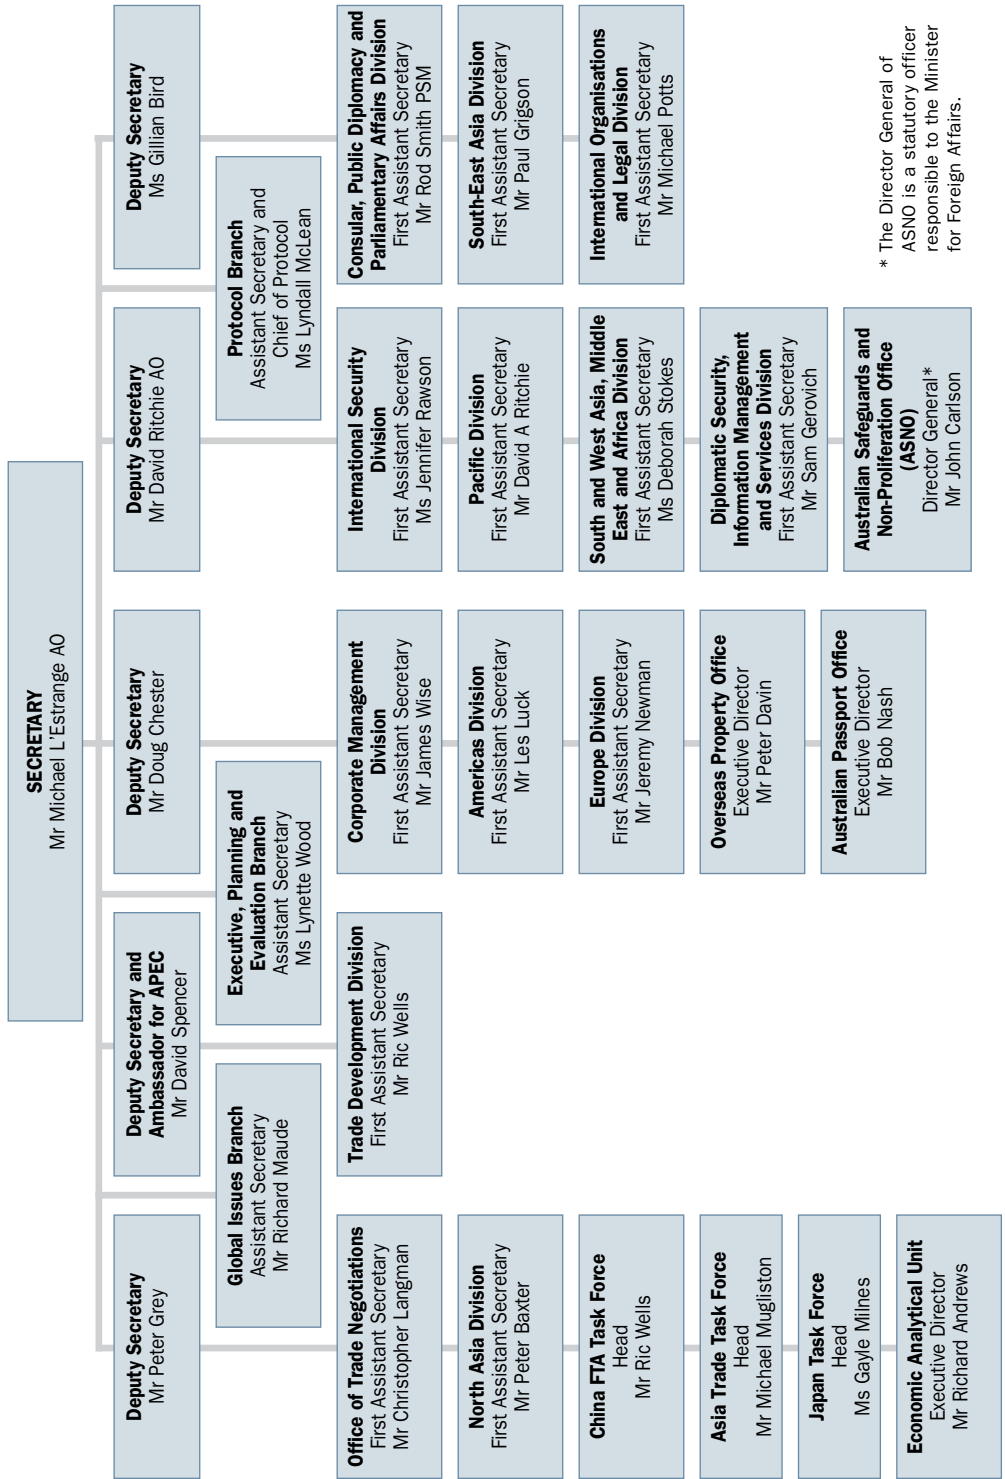 SECRETARY
Mr Michael L'Estrange AO
Deputy Secretary
Mr Peter Grey
Deputy Secretary and
Ambassador for APEC
Mr David Spencer
Deputy Secretary
Mr Doug Chester
Deputy Secretary
Mr David Ritchie AO
Deputy Secretary
Ms Gillian Bird
Global Issues Branch
Assistant Secretary
Mr Richard Maude
Executive, Planning and
Evaluation Branch
Assistant Secretary
Ms Lynette Wood
Protocol Branch
Assistant Secretary and
Chief of Protocol
Ms Lyndall McLean
Office of Trade Negotiations
First Assistant Secretary
Mr Christopher Langman
North Asia Division
First Assistant Secretary
Mr Peter Baxter
China FTA Task Force
Head
Mr Ric Wells
Asia Trade Task Force
Head
Mr Michael Mugliston
Japan Task Force
Head
Ms Gayle Milnes
Economic Analytical Unit
Executive Director
Mr Richard Andrews
Trade Development Division
First Assistant Secretary
Mr Ric Wells
Corporate Management
Division
First Assistant Secretary
Mr James Wise
Americas Division
First Assistant Secretary
Mr Les Luck
Europe Division
First Assistant Secretary
Mr Jeremy Newman
Overseas Property Office
Executive Director
Mr Peter Davin
Australian Passport Office
Executive Director
Mr Bob Nash
International Security
Division
First Assistant Secretary
Ms Jennifer Rawson
Pacific Division
First Assistant Secretary
Mr David A Ritchie
South and West Asia, Middle
East and Africa Division
First Assistant Secretary
Ms Deborah Stokes
Diplomatic Security,
Information Management
and Services Division
First Assistant Secretary
Mr Sam Gerovich
Australian Safeguards and
Non-Proliferation Office
(ASNO)
Director General*
Mr John Carlson
Consular, Public Diplomacy and
Parliamentary Affairs Division
First Assistant Secretary
Mr Rod Smith PSM
South-East Asia Division
First Assistant Secretary
Mr Paul Grigson
International Organisations
and Legal Division
First Assistant Secretary
Mr Michael Potts
* The Director General of
ASNO is a statutory officer
responsible to the Minister
for Foreign Affairs.